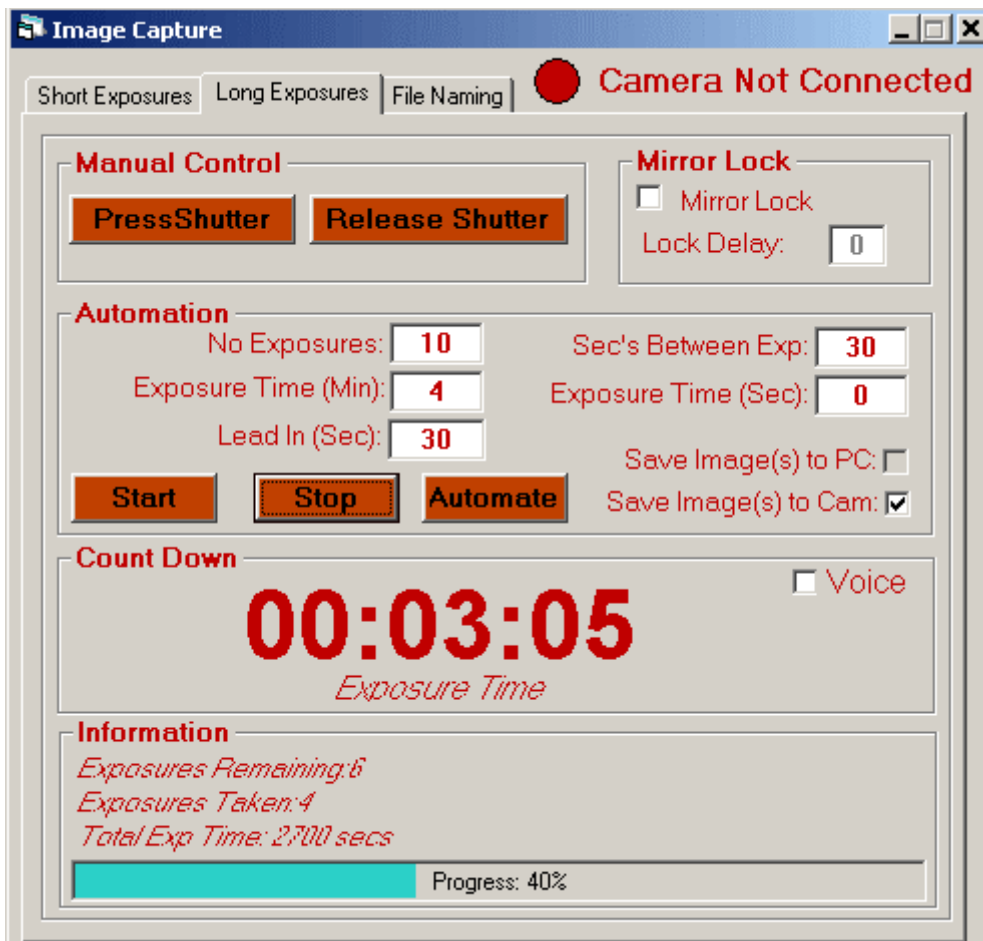 Image Capture
Short Exposures Long Exposures File Naming Camera Not Connected
Manual Control
PressShutter Release Shutter
Mirror Lock
Mirror Lock
Lock Delay: 0
Automation
No Exposures: 10 Sec's Between Exp: 30
Exposure Time (Min): 4 Exposure Time (Sec): 0
Lead In (Sec): 30
Save Image(s) to PC:
Start Stop Automate Save Image(s) to Cam:
Count Down
Voice
00:03:05
Exposure Time
Information
Exposures Remaining:6
Exposures Taken:4
Total Exp Time: 2700 secs
Progress: 40%